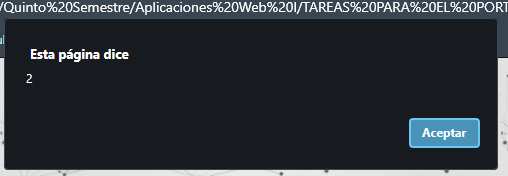 /Quinto%20Semestre/Aplicaciones%20Web%20I/TAREAS%20PARA%20EL%20PORT
Esta página dice
2
Aceptar